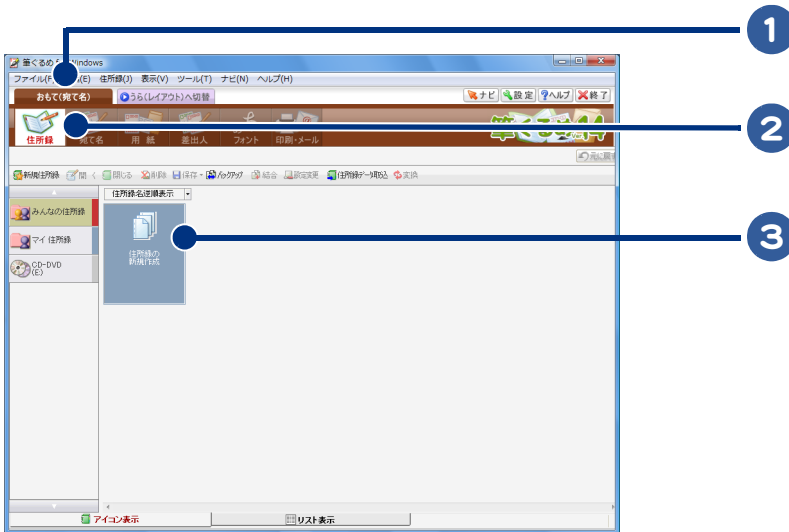 1
筆ぐるめ for Windows
ファイル(F) (E) 住所録(J) 表示(V) ツール(T) ナビ(N) ヘルプ(H)
おもて(宛て名) うら(レイアウト)へ切替 ナビ 設定 ?ヘルプ 終了
住所録 宛て名 用 紙 差出人 フォント 印刷・メール
2
元に戻す
新規住所録 開く 閉じる 削除 保存 バックアップ 結合 設定変更 住所録データ取込 変換
住所録名逆順表示
みんなの住所録
マイ 住所録
CD-DVD
(E:)
住所録の
新規作成
3
アイコン表示 リスト表示